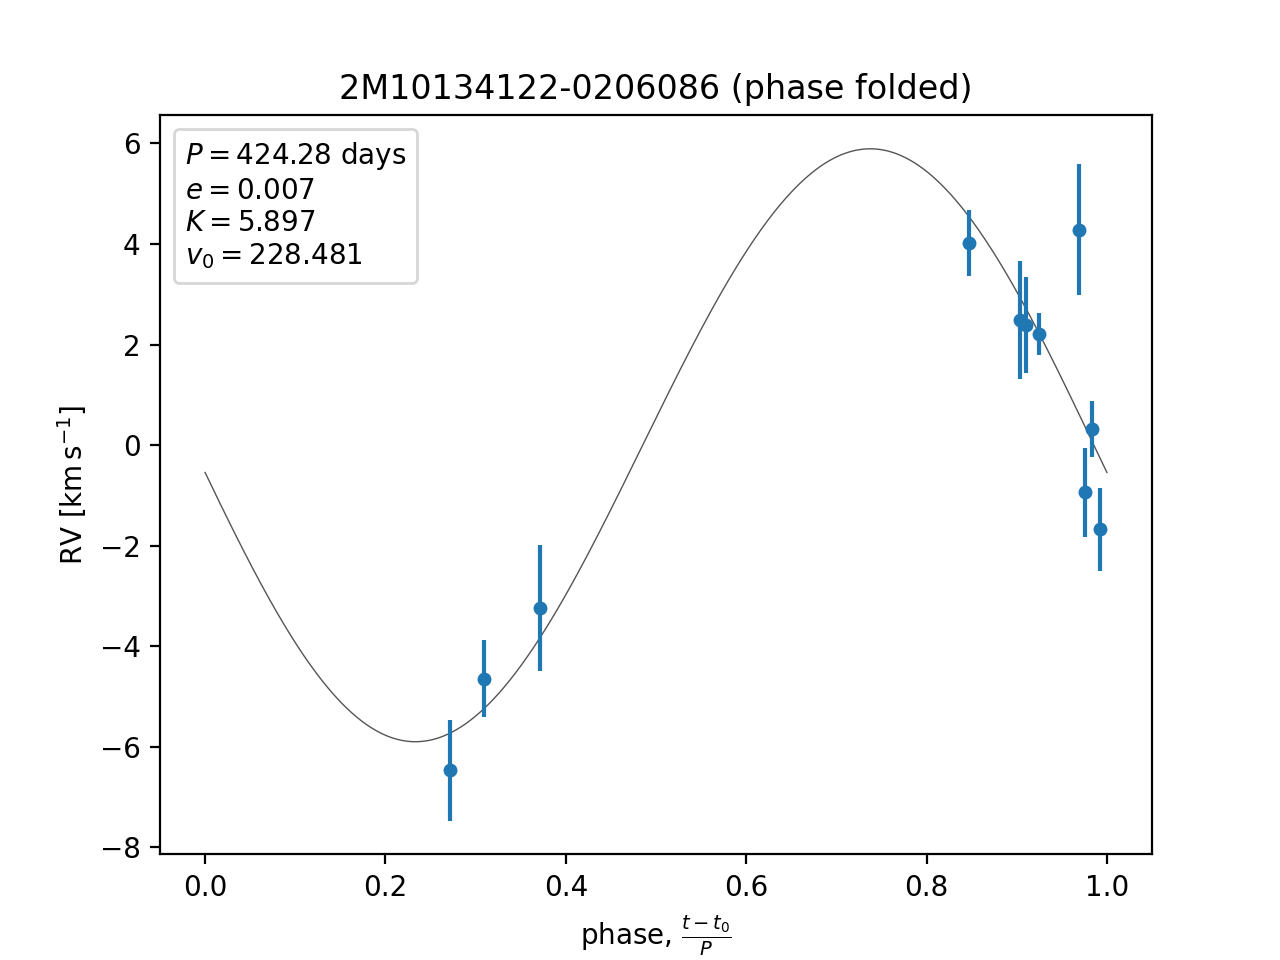 2M10134122-0206086 (phase folded)
P = 424.28 days
e = 0.007
K = 5.897
v₀ = 228.481
6
4
2
0
−2
−4
−6
−8
RV [km s⁻¹]
0.0 0.2 0.4 0.6 0.8 1.0
phase, (t − t₀)/P